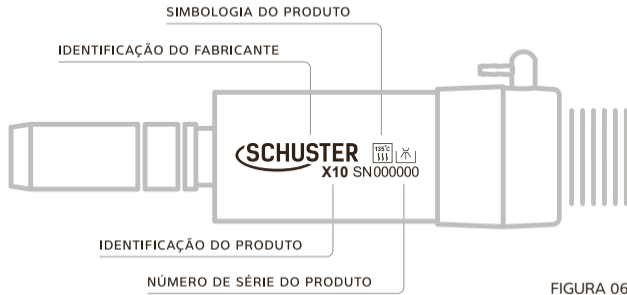 SIMBOLOGIA DO PRODUTO
IDENTIFICAÇÃO DO FABRICANTE
SCHUSTER 135°C
X10 SN000000
IDENTIFICAÇÃO DO PRODUTO
NÚMERO DE SÉRIE DO PRODUTO
FIGURA 06